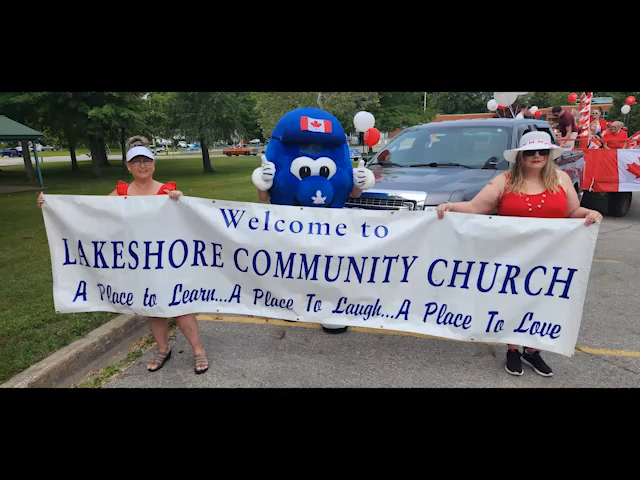 Welcome to
LAKESHORE COMMUNITY CHURCH
A Place to Learn...A Place To Laugh...A Place To Love